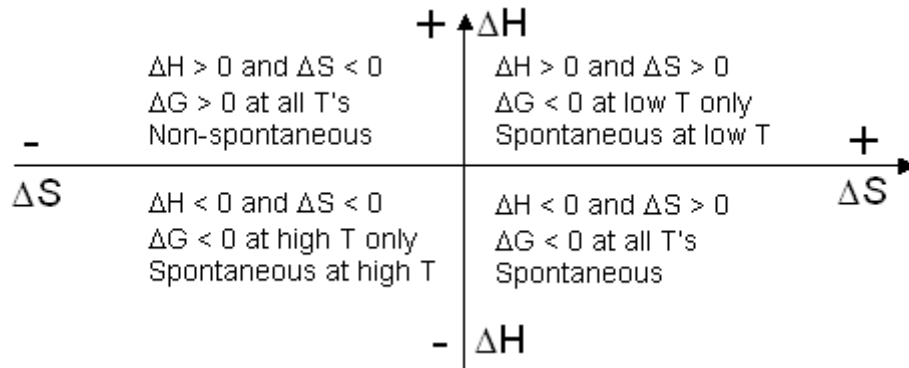 + ΔH
ΔH > 0 and ΔS < 0
ΔG > 0 at all T's
Non-spontaneous
ΔH > 0 and ΔS > 0
ΔG < 0 at low T only
Spontaneous at low T
- +
ΔS ΔS
ΔH < 0 and ΔS < 0
ΔG < 0 at high T only
Spontaneous at high T
ΔH < 0 and ΔS > 0
ΔG < 0 at all T's
Spontaneous
- ΔH